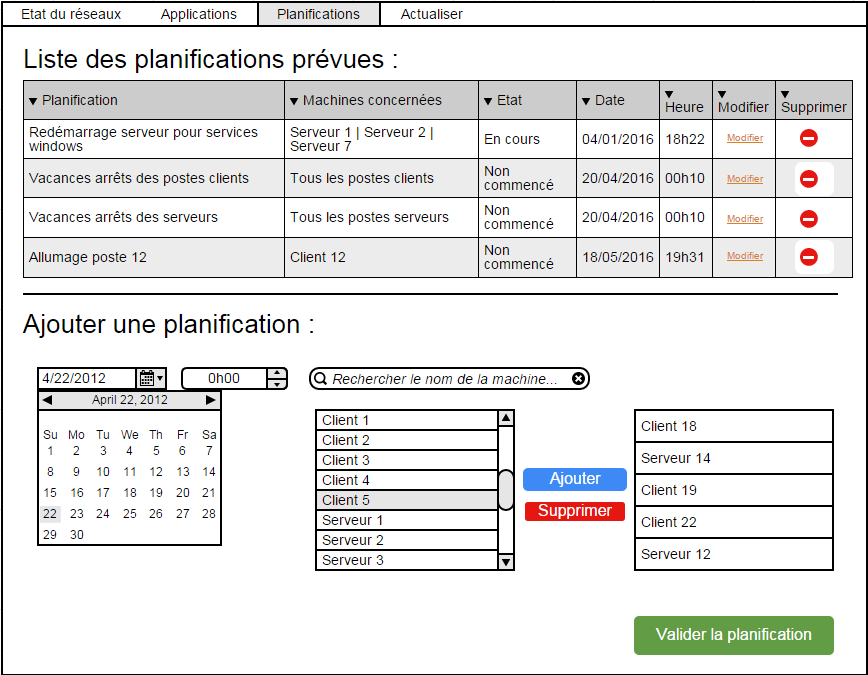 Etat du réseaux Applications Planifications Actualiser
Liste des planifications prévues :
Planification Machines concernées Etat Date Heure Modifier Supprimer
Redémarrage serveur pour services
windows
Serveur 1 | Serveur 2 |
Serveur 7
En cours 04/01/2016 18h22 Modifier
Vacances arrêts des postes clients Tous les postes clients
Non
commencé
20/04/2016 00h10 Modifier
Vacances arrêts des serveurs Tous les postes serveurs
Non
commencé
20/04/2016 00h10 Modifier
Allumage poste 12 Client 12
Non
commencé
18/05/2016 19h31 Modifier
Ajouter une planification :
4/22/2012 0h00 Rechercher le nom de la machine...
April 22, 2012
Su Mo Tu We Th Fr Sa
1 2 3 4 5 6 7
8 9 10 11 12 13 14
15 16 17 18 19 20 21
22 23 24 25 26 27 28
29 30
Client 1
Client 2
Client 3
Client 4
Client 5
Serveur 1
Serveur 2
Serveur 3
Ajouter
Supprimer
Client 18
Serveur 14
Client 19
Client 22
Serveur 12
Valider la planification